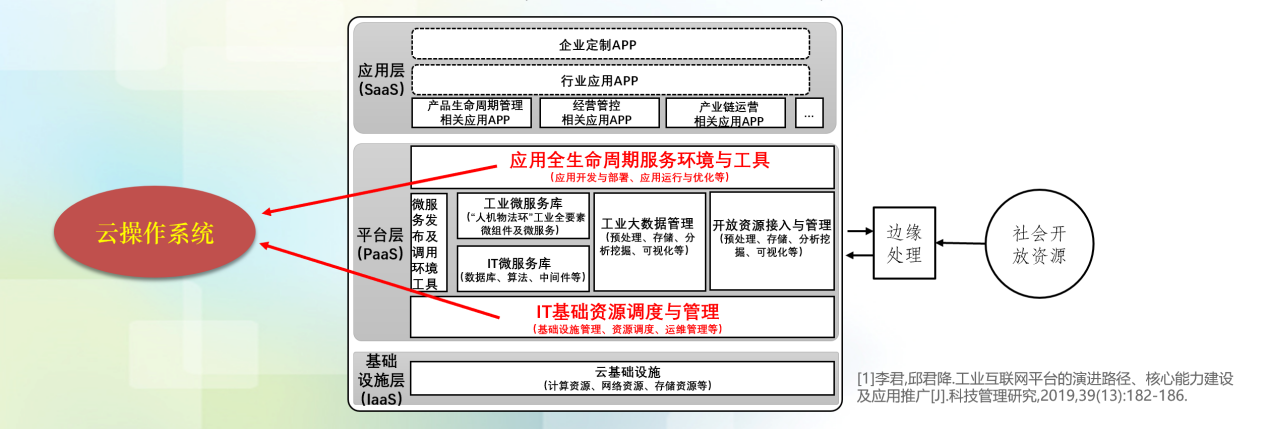 企业定制APP
行业应用APP
应用层
(SaaS)
产品生命周期管理
相关应用APP
经营管控
相关应用APP
产业链运营
相关应用APP
...
应用全生命周期服务环境与工具
(应用开发与部署、应用运行与优化等)
云操作系统
平台层
(PaaS)
微服
务发
布及
调用
环境
工具
工业微服务库
("人机物法环"工业全要素
微组件及微服务)
IT微服务库
(数据库、算法、中间件等)
工业大数据管理
(预处理、存储、分
析挖掘、可视化等)
开放资源接入与管理
(预处理、存储、分析挖
掘、可视化等)
边缘
处理
社会开
放资源
IT基础资源调度与管理
(基础设施管理、资源调度、运维管理等)
基础
设施层
(IaaS)
云基础设施
(计算资源、网络资源、存储资源等)
[1]李君,邱君降.工业互联网平台的演进路径、核心能力建设
及应用推广[J].科技管理研究,2019,39(13):182-186.